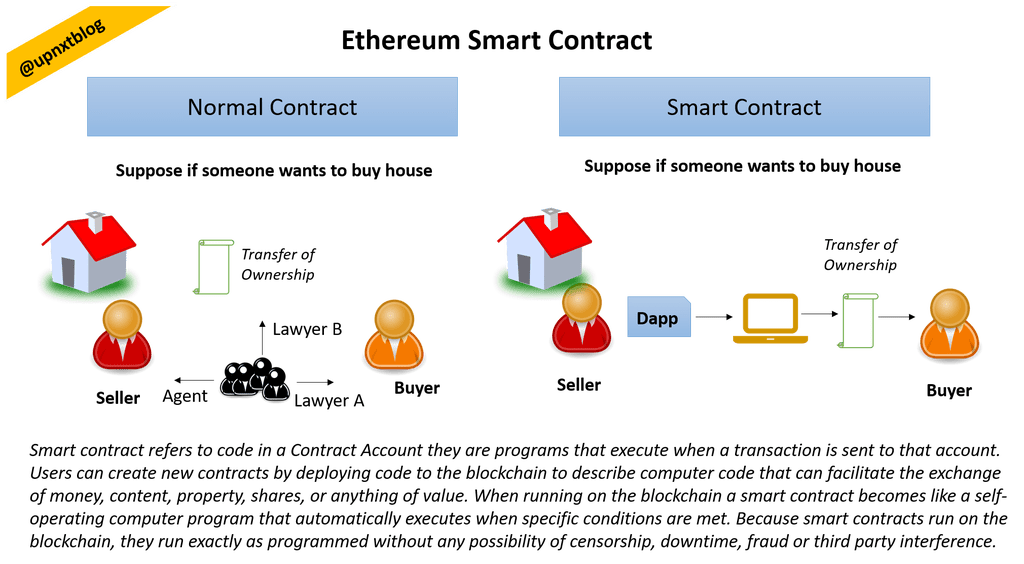 @upnxtblog
Ethereum Smart Contract
Normal Contract
Suppose if someone wants to buy house
Transfer of
Ownership
Lawyer B
Seller
Agent
Lawyer A
Buyer
Smart Contract
Suppose if someone wants to buy house
Transfer of
Ownership
Dapp
Seller
Buyer
Smart contract refers to code in a Contract Account they are programs that execute when a transaction is sent to that account.
Users can create new contracts by deploying code to the blockchain to describe computer code that can facilitate the exchange
of money, content, property, shares, or anything of value. When running on the blockchain a smart contract becomes like a self-
operating computer program that automatically executes when specific conditions are met. Because smart contracts run on the
blockchain, they run exactly as programmed without any possibility of censorship, downtime, fraud or third party interference.